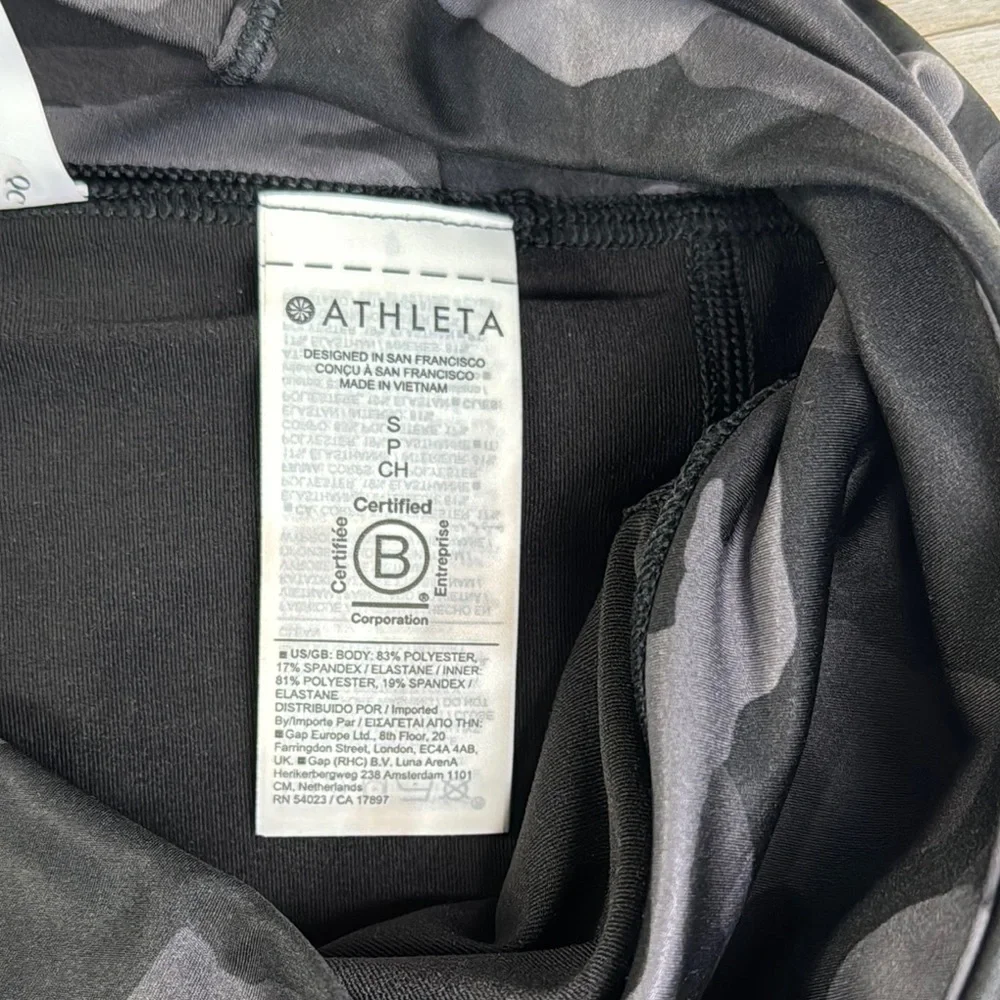 ATHLETA
DESIGNED IN SAN FRANCISCO
CONÇU À SAN FRANCISCO
MADE IN VIETNAM
S
P
CH
Certified
Certifiée
B
Entreprise
®
Corporation
■ US/GB: BODY: 83% POLYESTER,
17% SPANDEX / ELASTANE / INNER:
81% POLYESTER, 19% SPANDEX /
ELASTANE
DISTRIBUIDO POR / Imported
By/Importe Par / ΕΙΣΑΓΕΤΑΙ ΑΠΟ ΤΗΝ:
■ Gap Europe Ltd., 8th Floor, 20
Farringdon Street, London, EC4A 4AB,
UK. ■ Gap (RHC) B.V. Luna ArenA
Herikerbergweg 238 Amsterdam 1101
CM, Netherlands
RN 54023 / CA 17897